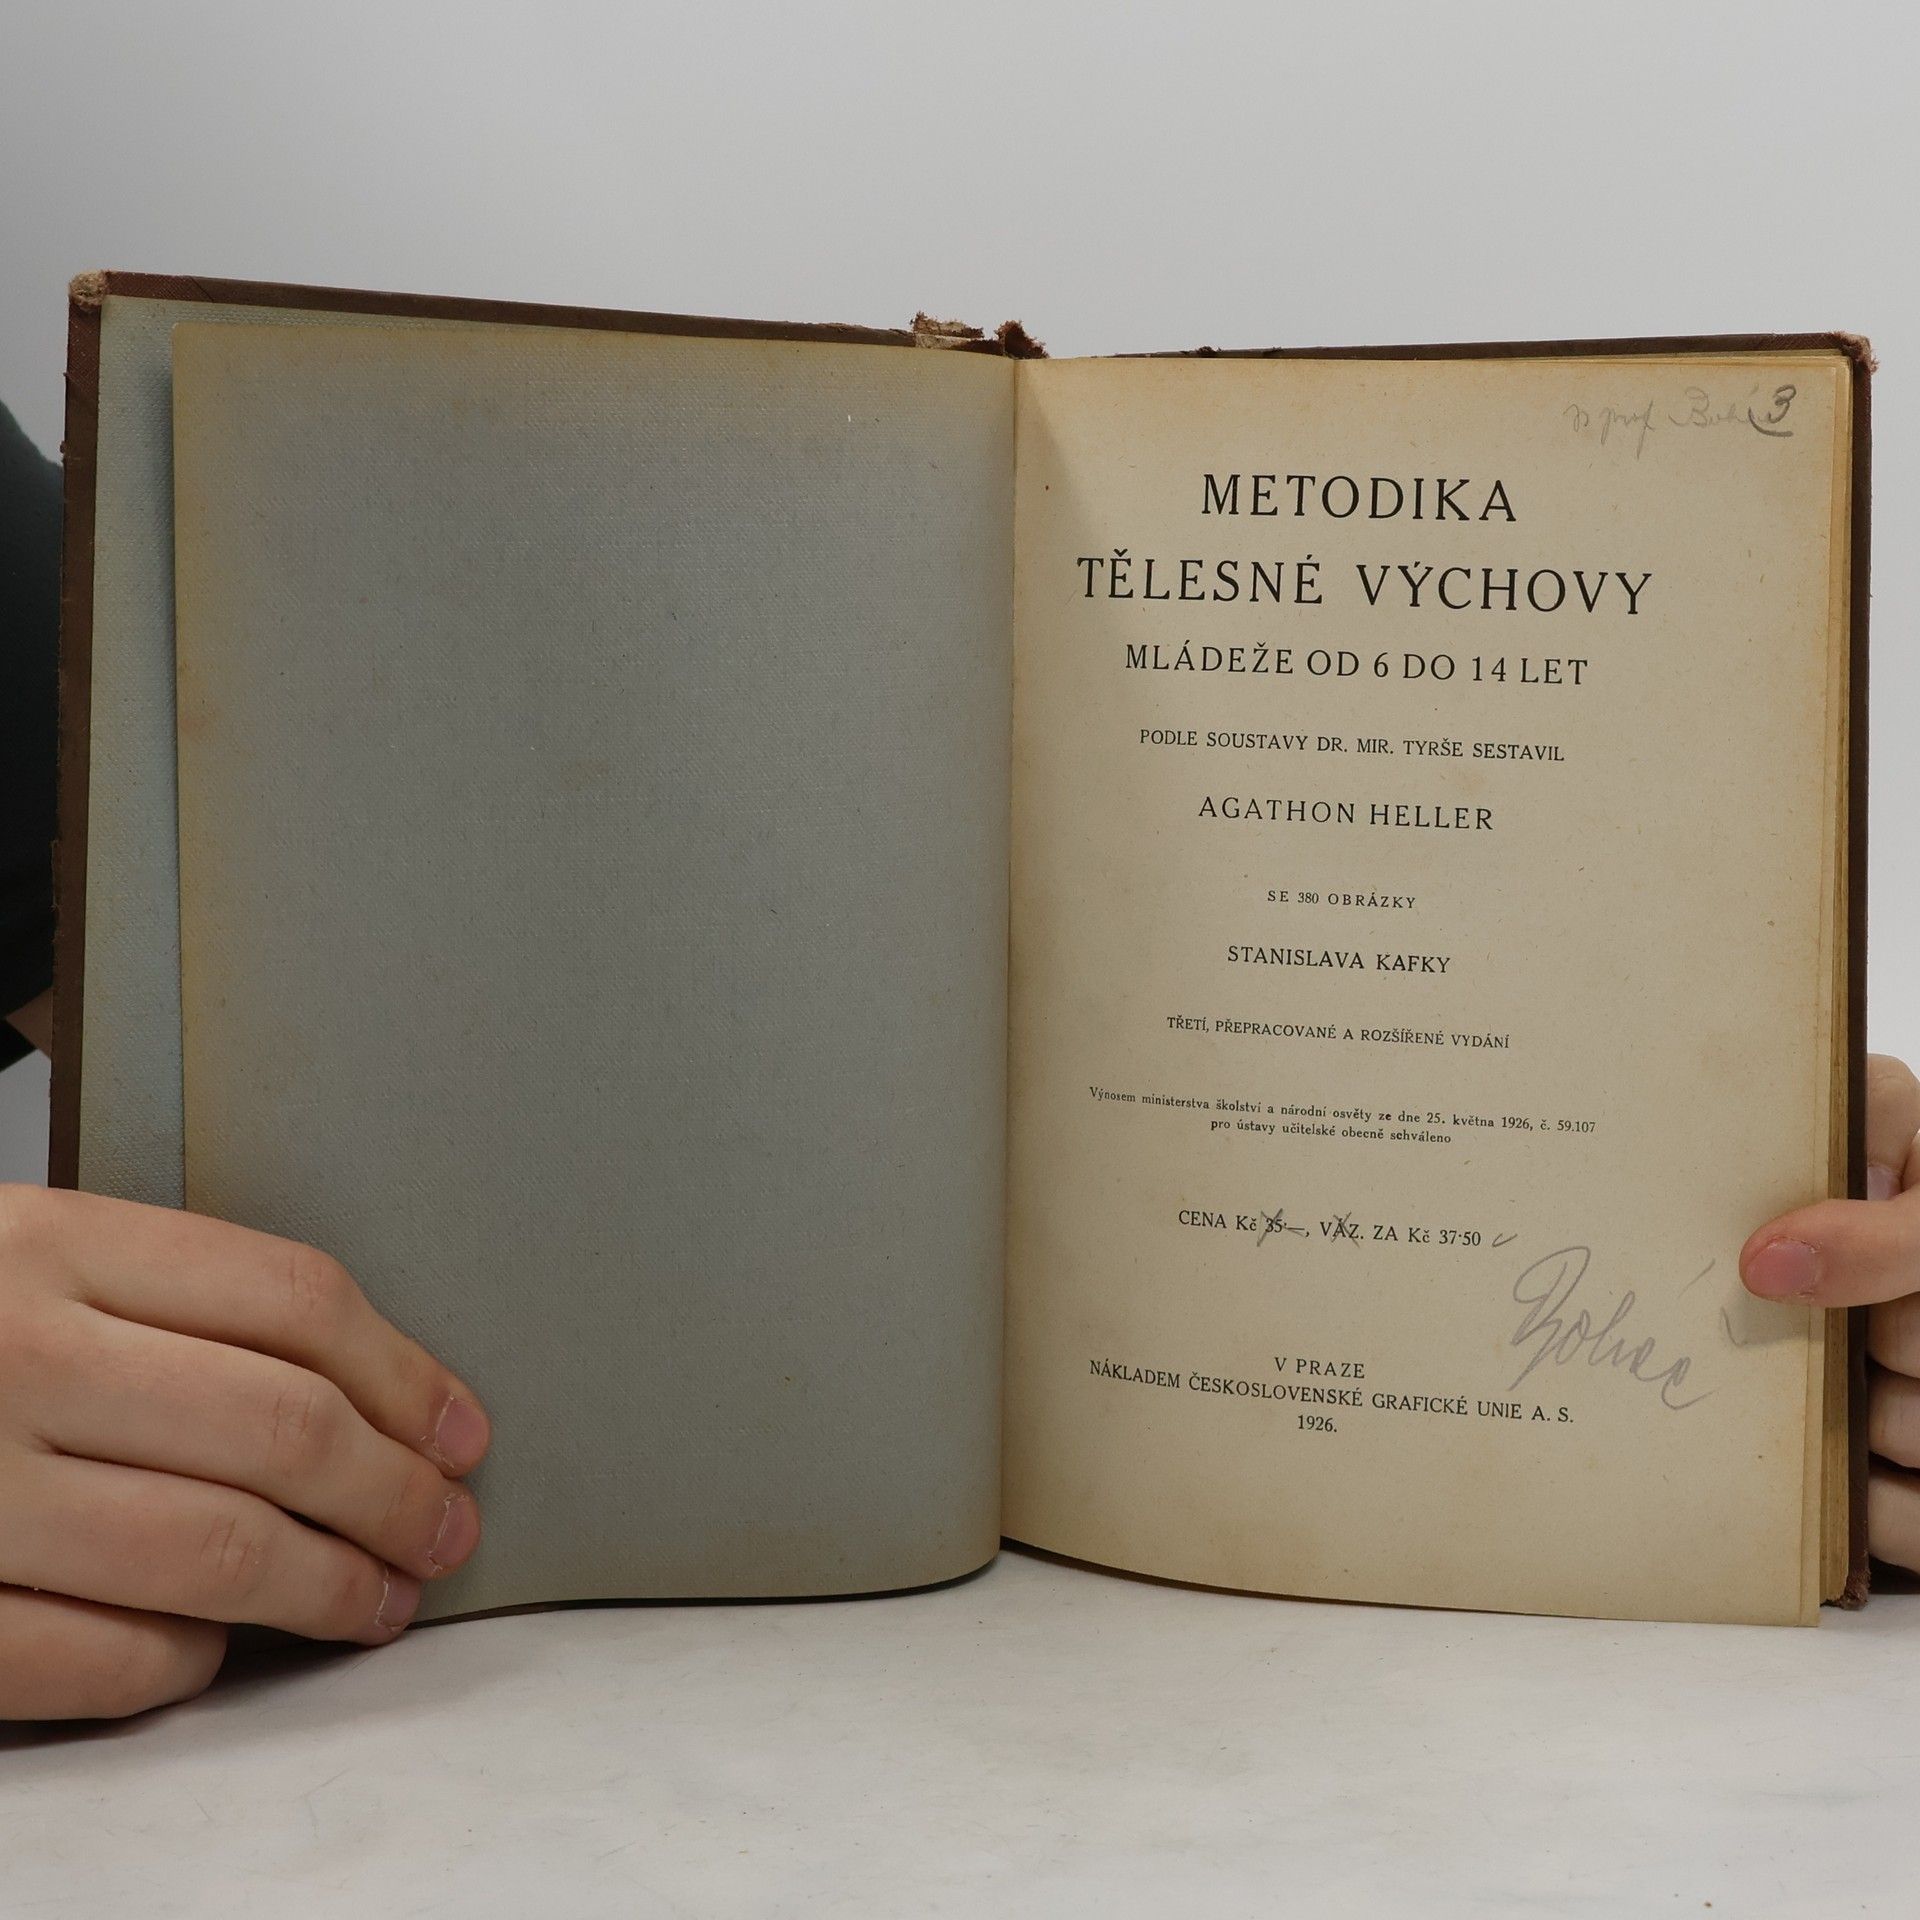 3
METODIKA
TĚLESNÉ VÝCHOVY
MLÁDEŽE OD 6 DO 14 LET
PODLE SOUSTAVY DR. MIR. TYRŠE SESTAVIL
AGATHON HELLER
SE 380 OBRÁZKY
STANISLAVA KAFKY
TŘETÍ, PŘEPRACOVANÉ A ROZŠÍŘENÉ VYDÁNÍ
Výnosem ministerstva školství a národní osvěty ze dne 25. května 1926, č. 59.107
pro ústavy učitelské obecně schváleno
CENA Kč 35·—, VÁZ. ZA Kč 37·50
V PRAZE
NÁKLADEM ČESKOSLOVENSKÉ GRAFICKÉ UNIE A. S.
1926.